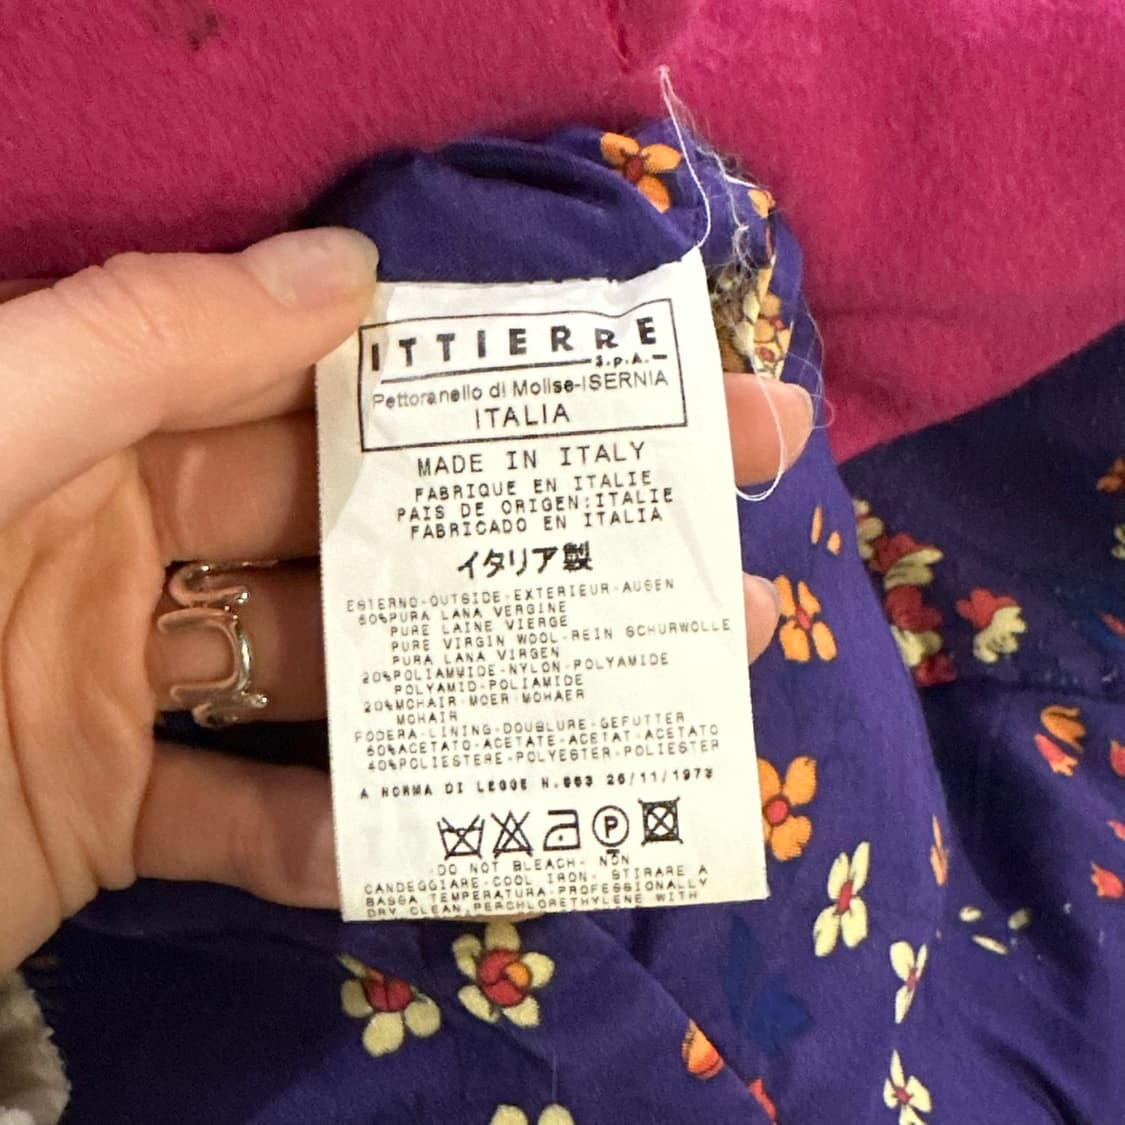 ITTIERRE
S.p.A.
Pettoranello di Molise-ISERNIA
ITALIA
MADE IN ITALY
FABRIQUE EN ITALIE
PAIS DE ORIGEN:ITALIE
FABRICADO EN ITALIA
イタリア製
ESTERNO-OUTSIDE-EXTERIEUR-AUSEN
60%PURA LANA VERGINE
PURE LAINE VIERGE
PURE VIRGIN WOOL-REIN SCHURWOLLE
PURA LANA VIRGEN
20%POLIAMMIDE-NYLON-POLYAMIDE
POLYAMID-POLIAMIDE
20%MOHAIR-MOER-MOHAER
MOHAIR
FODERA-LINING-DOUBLURE-GEFUTTER
60%ACETATO-ACETATE-ACETAT-ACETATO
40%POLIESTERE-POLYESTER-POLIESTER
A NORMA DI LEGGE N.883 26/11/1973
P
DO NOT BLEACH- NON
CANDEGGIARE-COOL IRON- STIRARE A
BASSA TEMPERATURA-PROFESSIONALLY
DRY CLEAN PERCHLORETHYLENE WITH